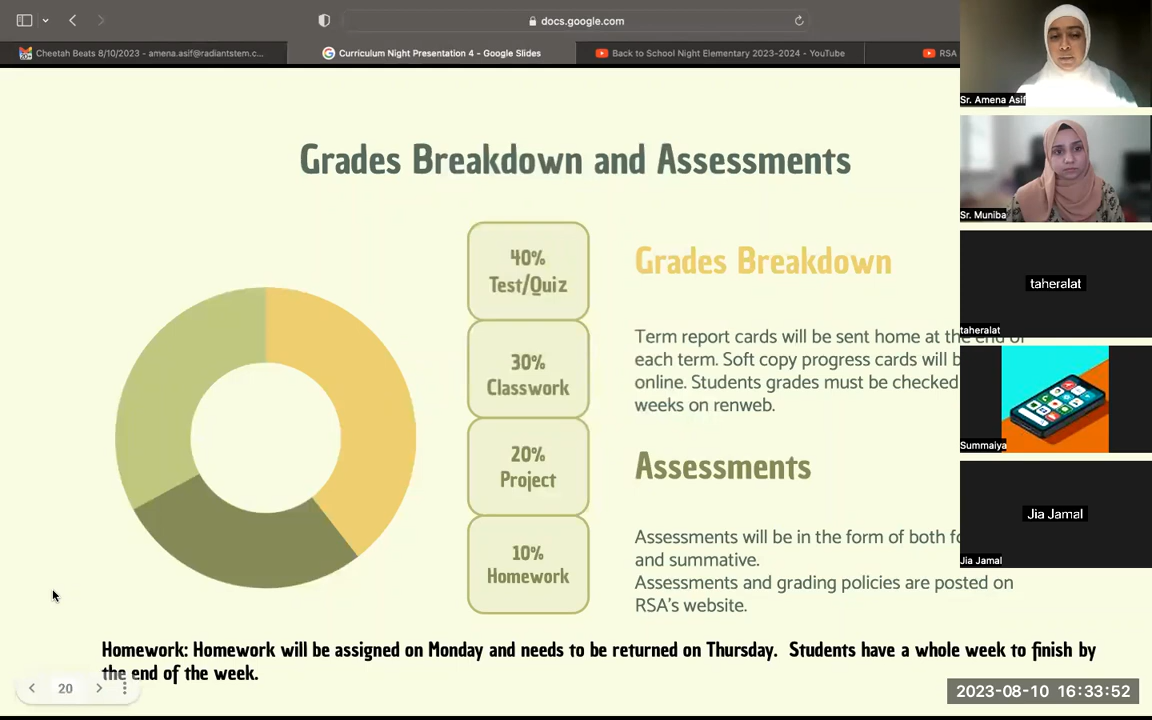 docs.google.com
Cheetah Beats 8/10/2023 - amena.asif@radiantstem.c...
Curriculum Night Presentation 4 - Google Slides
Back to School Night Elementary 2023-2024 - YouTube
RSA
Grades Breakdown and Assessments
40%
Test/Quiz
30%
Classwork
20%
Project
10%
Homework
Grades Breakdown
Term report cards will be sent home at the end of
each term. Soft copy progress cards will b
online. Students grades must be checked
weeks on renweb.
Assessments
Assessments will be in the form of both fo
and summative.
Assessments and grading policies are posted on
RSA's website.
Homework: Homework will be assigned on Monday and needs to be returned on Thursday. Students have a whole week to finish by
the end of the week.
20
Sr. Amena Asif
Sr. Muniba
taheralat
taheralat
Summaiya
Jia Jamal
Jia Jamal
2023-08-10 16:33:52